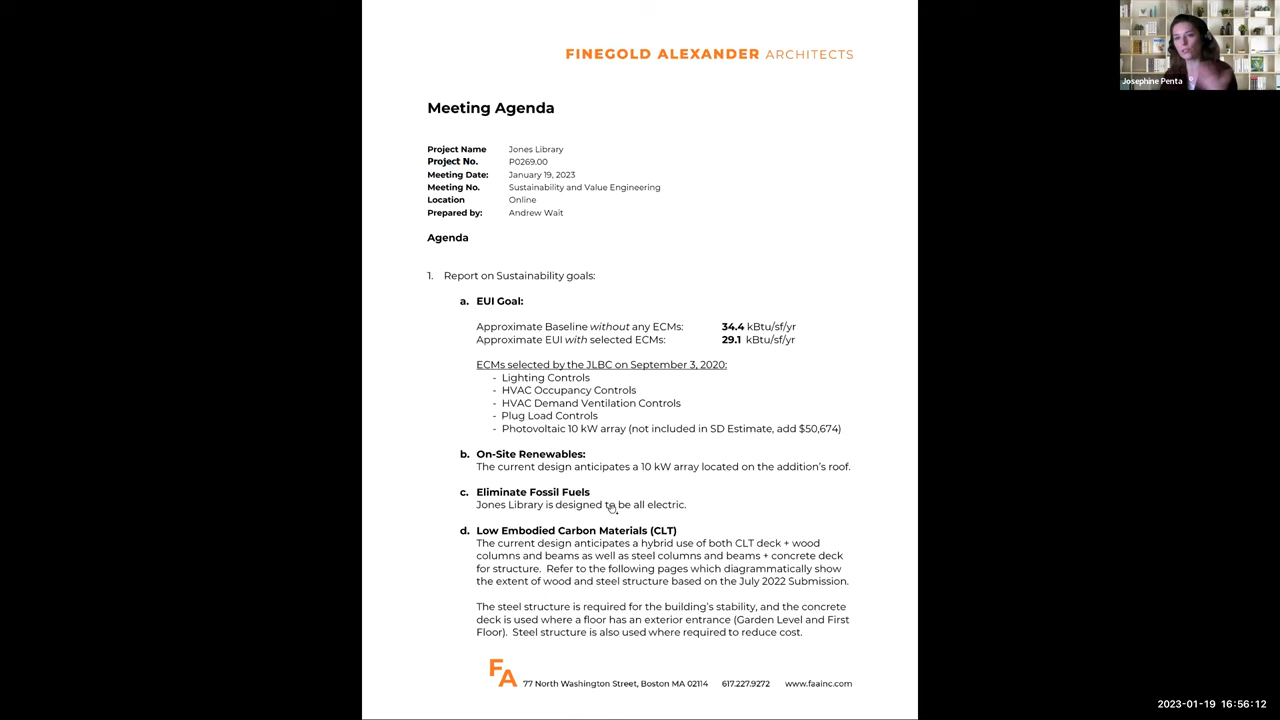 FINEGOLD ALEXANDER ARCHITECTS
Josephine Penta
Meeting Agenda
Project Name Jones Library
Project No. P0269.00
Meeting Date: January 19, 2023
Meeting No. Sustainability and Value Engineering
Location Online
Prepared by: Andrew Wait
Agenda
1. Report on Sustainability goals:
a. EUI Goal:
Approximate Baseline without any ECMs: 34.4 kBtu/sf/yr
Approximate EUI with selected ECMs: 29.1 kBtu/sf/yr
ECMs selected by the JLBC on September 3, 2020:
- Lighting Controls
- HVAC Occupancy Controls
- HVAC Demand Ventilation Controls
- Plug Load Controls
- Photovoltaic 10 kW array (not included in SD Estimate, add $50,674)
b. On-Site Renewables:
The current design anticipates a 10 kW array located on the addition's roof.
c. Eliminate Fossil Fuels
Jones Library is designed to be all electric.
d. Low Embodied Carbon Materials (CLT)
The current design anticipates a hybrid use of both CLT deck + wood
columns and beams as well as steel columns and beams + concrete deck
for structure. Refer to the following pages which diagrammatically show
the extent of wood and steel structure based on the July 2022 Submission.
The steel structure is required for the building's stability, and the concrete
deck is used where a floor has an exterior entrance (Garden Level and First
Floor). Steel structure is also used where required to reduce cost.
FA 77 North Washington Street, Boston MA 02114 617.227.9272 www.faainc.com
2023-01-19 16:56:12